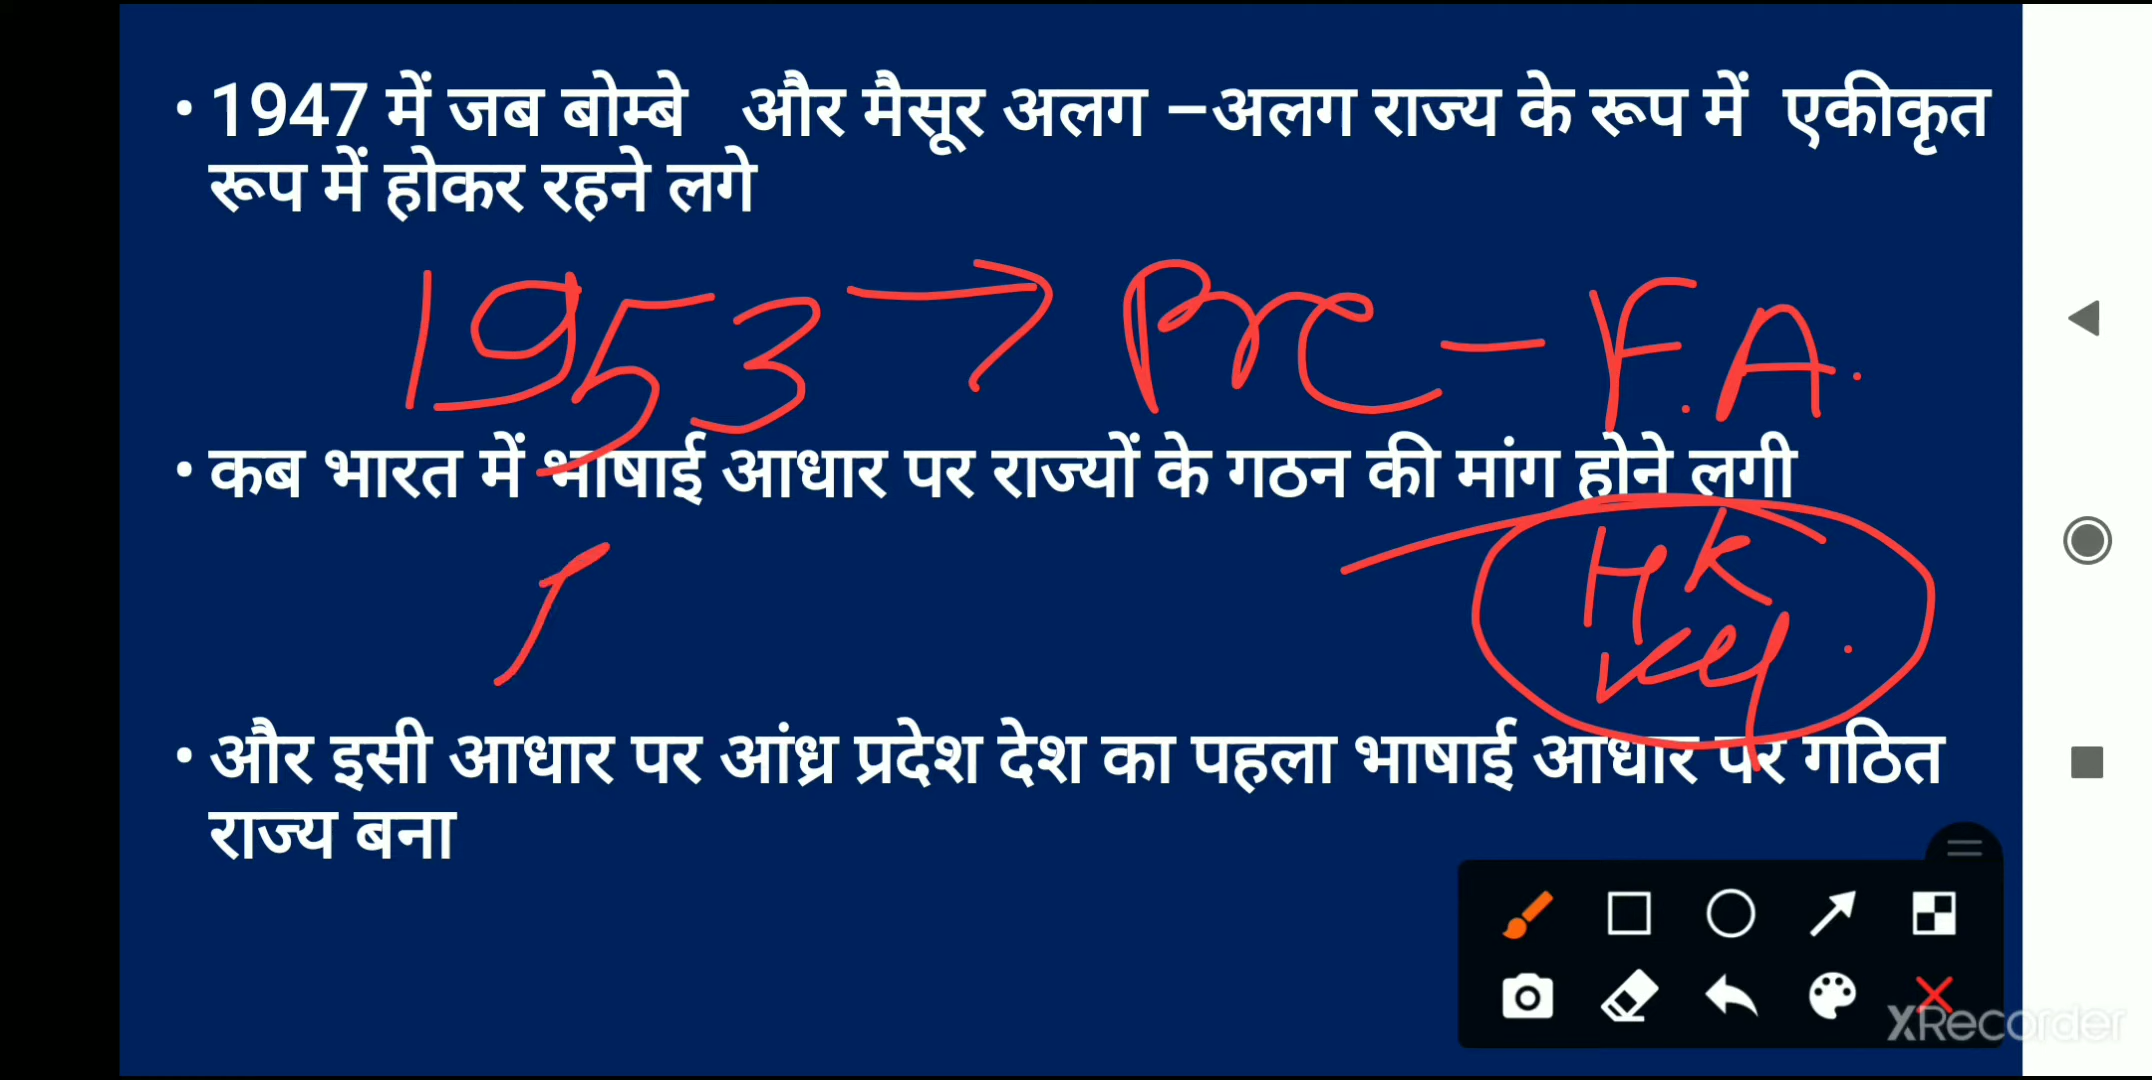 • 1947 में जब बोम्बे और मैसूर अलग –अलग राज्य के रूप में एकीकृत
रूप में होकर रहने लगे
1953 → PrC – F.A.
• कब भारत में भाषाई आधार पर राज्यों के गठन की मांग होने लगी
HK
• और इसी आधार पर आंध्र प्रदेश देश का पहला भाषाई आधार पर गठित
राज्य बना
XRecorder